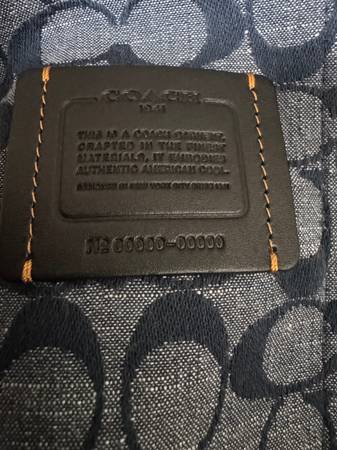 COACH
1941
THIS IS A COACH GARMENT,
CRAFTED IN THE FINEST
MATERIALS, IT EMBODIES
AUTHENTIC AMERICAN COOL.
DESIGNED IN NEW YORK CITY
№ 00000-00000